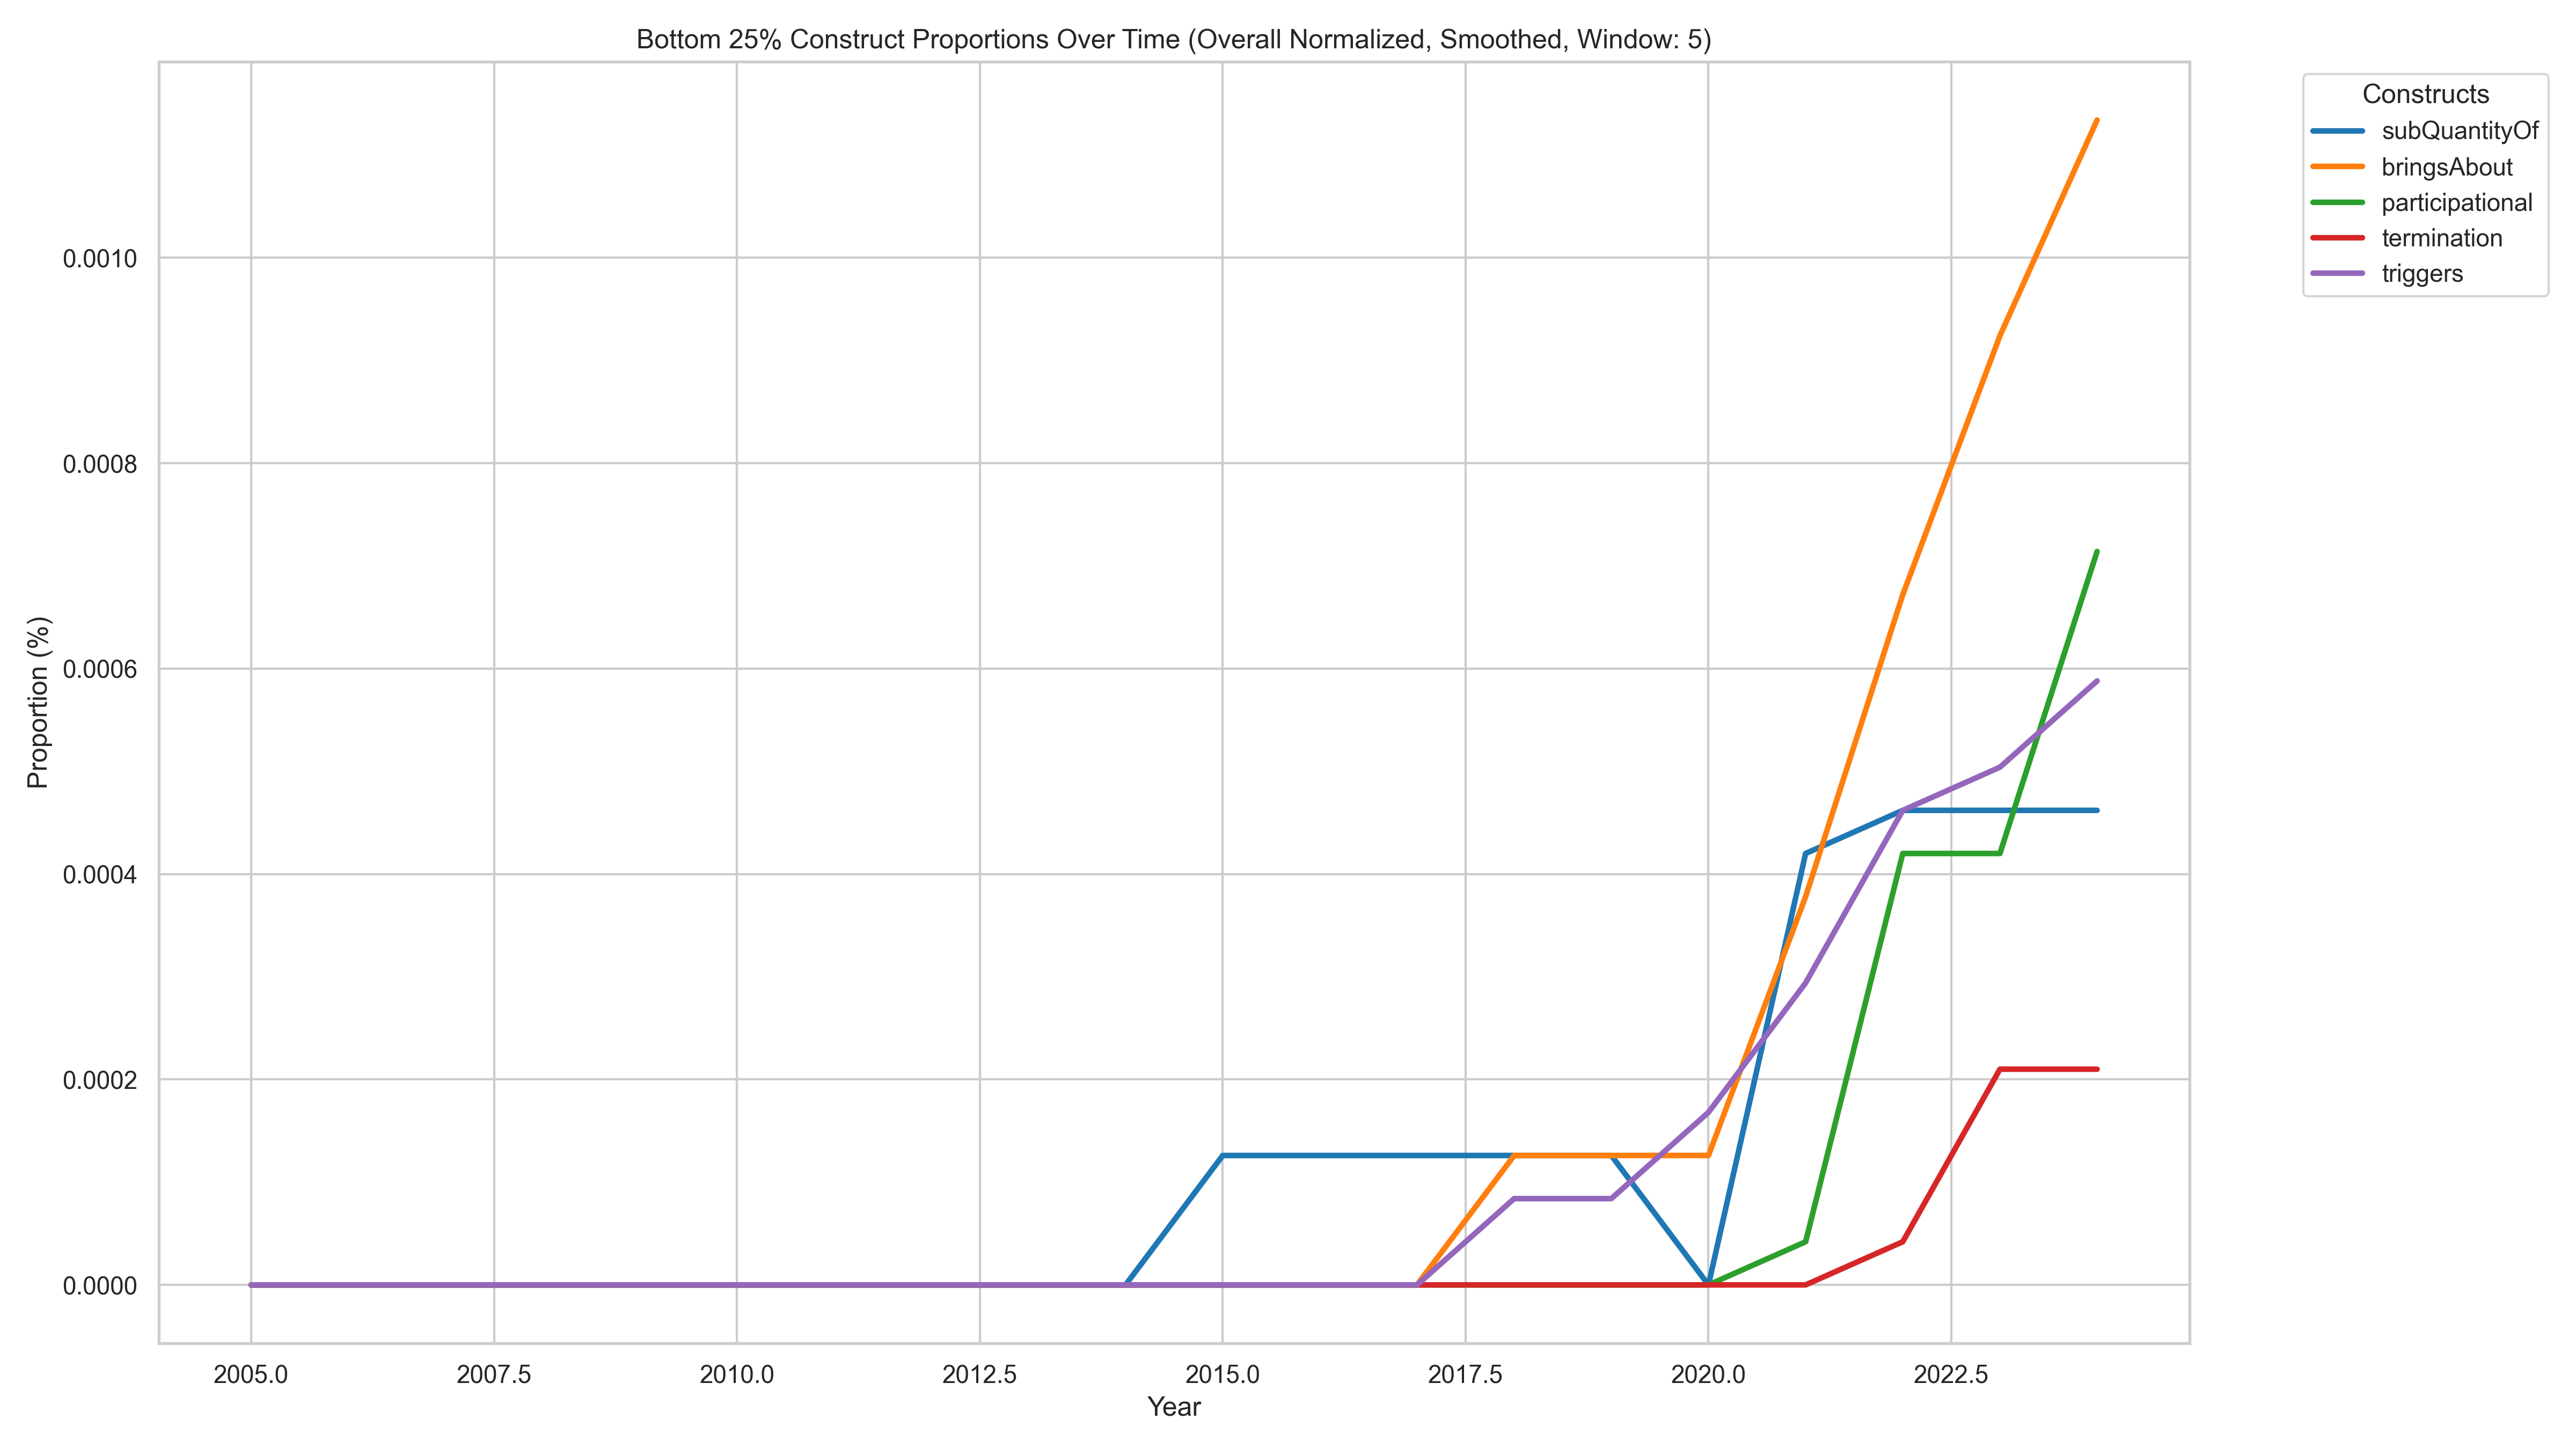 Bottom 25% Construct Proportions Over Time (Overall Normalized, Smoothed, Window: 5)
Constructs
subQuantityOf
bringsAbout
participational
termination
triggers
Proportion (%)
0.0010
0.0008
0.0006
0.0004
0.0002
0.0000
2005.0 2007.5 2010.0 2012.5 2015.0 2017.5 2020.0 2022.5
Year